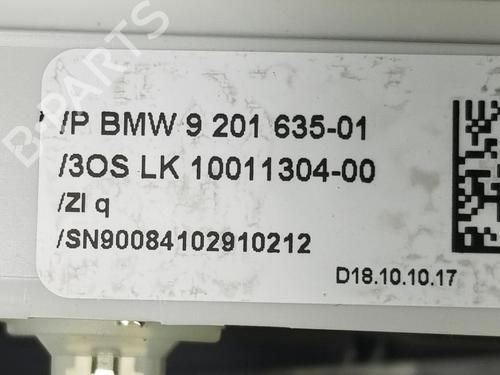 B-PARTS
/P BMW 9 201 635-01
/3OS LK 10011304-00
/ZI q
/SN90084102910212
D18.10.10.17